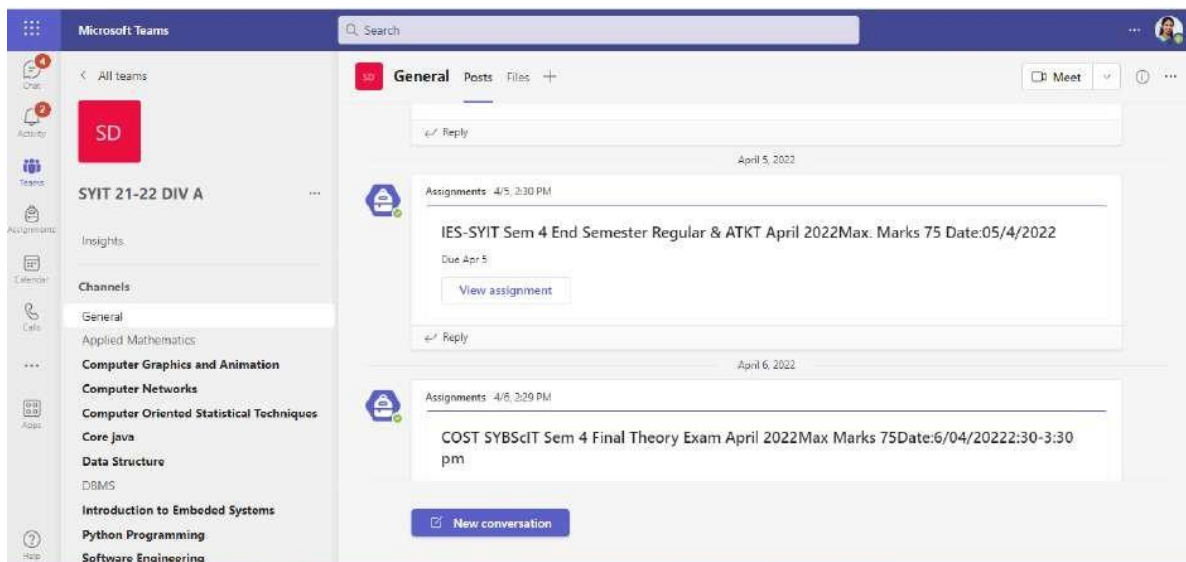 Microsoft Teams
Search
4
Chat
2
Activity
Teams
Assignments
Calendar
Calls
Apps
Help
All teams
SD
SYIT 21-22 DIV A
Insights
Channels
General
Applied Mathematics
Computer Graphics and Animation
Computer Networks
Computer Oriented Statistical Techniques
Core java
Data Structure
DBMS
Introduction to Embeded Systems
Python Programming
Software Engineering
SD General Posts Files
Meet
Reply
April 5, 2022
Assignments 4/5, 2:30 PM
IES-SYIT Sem 4 End Semester Regular & ATKT April 2022Max. Marks 75 Date:05/4/2022
Due Apr 5
View assignment
Reply
April 6, 2022
Assignments 4/6, 2:29 PM
COST SYBScIT Sem 4 Final Theory Exam April 2022Max Marks 75Date:6/04/20222:30-3:30
pm
New conversation